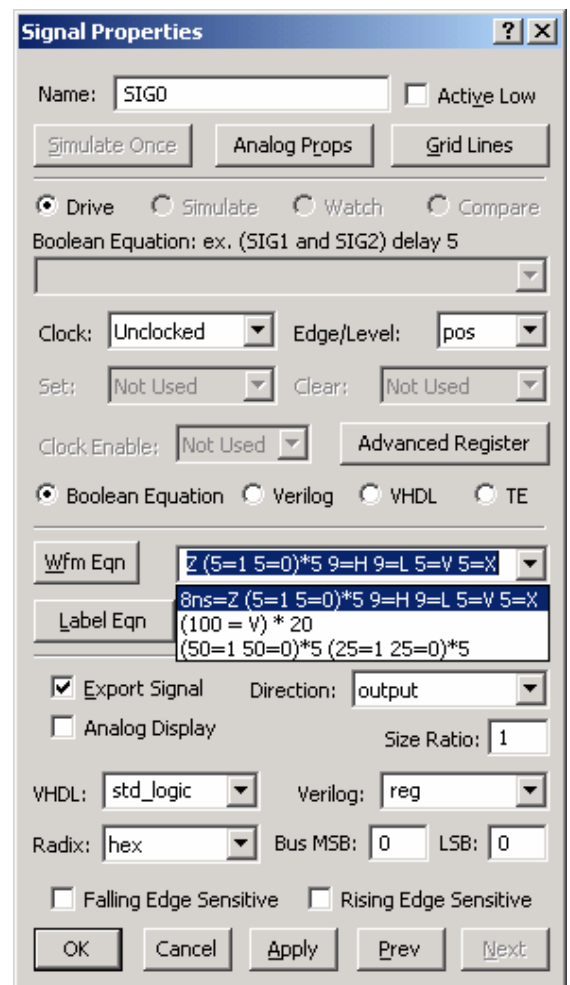 Signal Properties
Name: SIG0 Active Low
Simulate Once Analog Props Grid Lines
Drive Simulate Watch Compare
Boolean Equation: ex. (SIG1 and SIG2) delay 5
Clock: Unclocked Edge/Level: pos
Set: Not Used Clear: Not Used
Clock Enable: Not Used Advanced Register
Boolean Equation Verilog VHDL TE
Wfm Eqn Z (5=1 5=0)*5 9=H 9=L 5=V 5=X
8ns=Z (5=1 5=0)*5 9=H 9=L 5=V 5=X
Label Eqn (100 = V) * 20
(50=1 50=0)*5 (25=1 25=0)*5
Export Signal Direction: output
Analog Display Size Ratio: 1
VHDL: std_logic Verilog: reg
Radix: hex Bus MSB: 0 LSB: 0
Falling Edge Sensitive Rising Edge Sensitive
OK Cancel Apply Prev Next